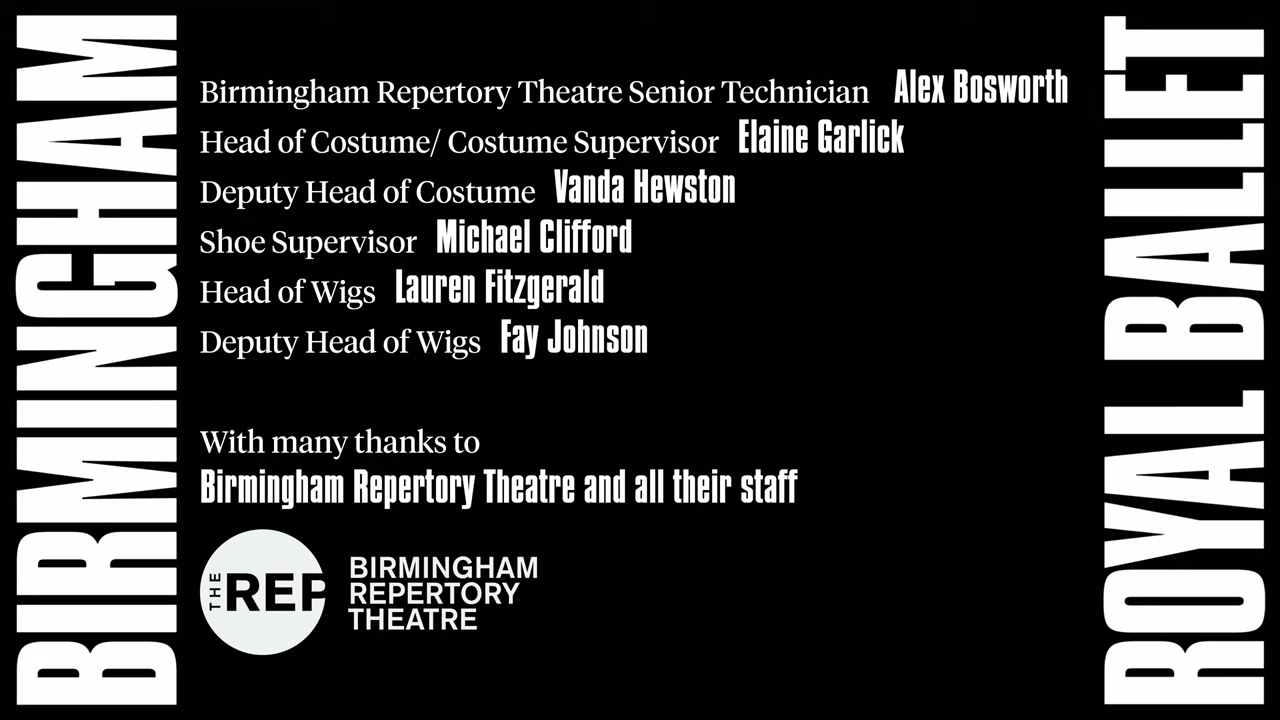 BIRMINGHAM
Birmingham Repertory Theatre Senior Technician Alex Bosworth
Head of Costume/ Costume Supervisor Elaine Garlick
Deputy Head of Costume Vanda Hewston
Shoe Supervisor Michael Clifford
Head of Wigs Lauren Fitzgerald
Deputy Head of Wigs Fay Johnson
With many thanks to
Birmingham Repertory Theatre and all their staff
THE REP
BIRMINGHAM
REPERTORY
THEATRE
ROYAL BALLET